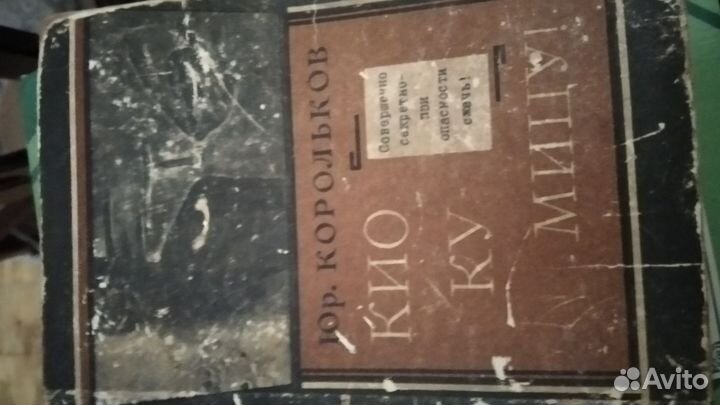 Юр. КОРОЛЬКОВ
Совершенно
секретно-
при
опасности
сжечь!
КИО
КУ
МИЦУ!
Avito